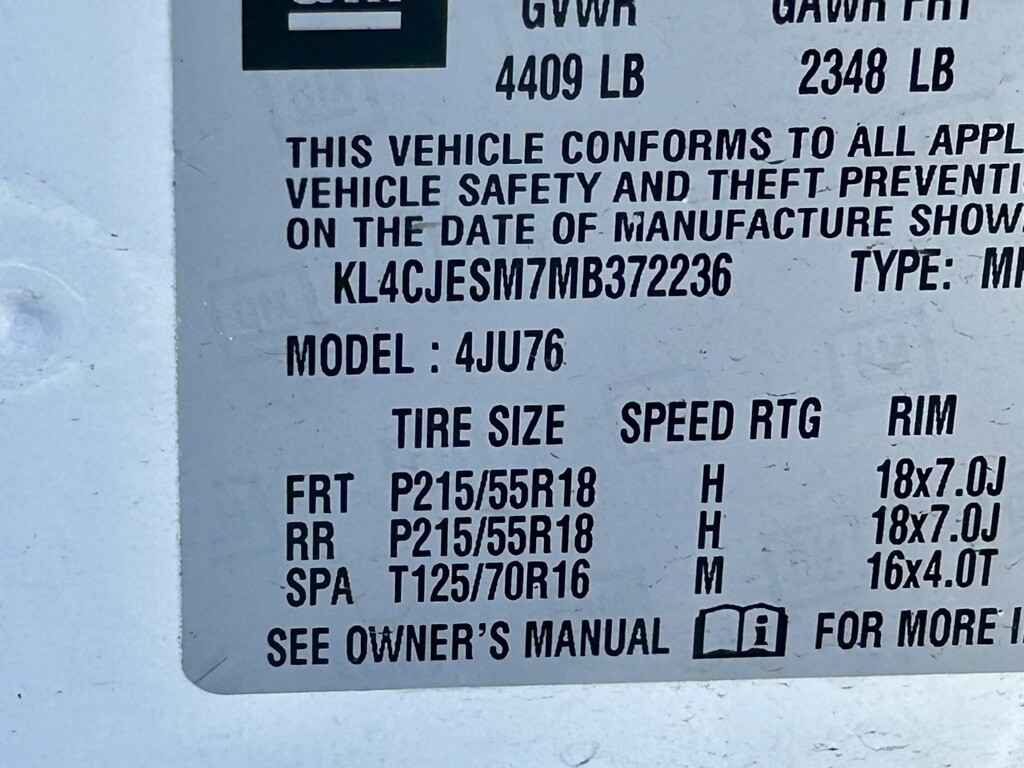 GVWR GAWR FRT
4409 LB 2348 LB
THIS VEHICLE CONFORMS TO ALL APPL
VEHICLE SAFETY AND THEFT PREVENTI
ON THE DATE OF MANUFACTURE SHOW
KL4CJESM7MB372236 TYPE: MP
MODEL : 4JU76
TIRE SIZE SPEED RTG RIM
FRT P215/55R18 H 18x7.0J
RR P215/55R18 H 18x7.0J
SPA T125/70R16 M 16x4.0T
SEE OWNER'S MANUAL i FOR MORE I